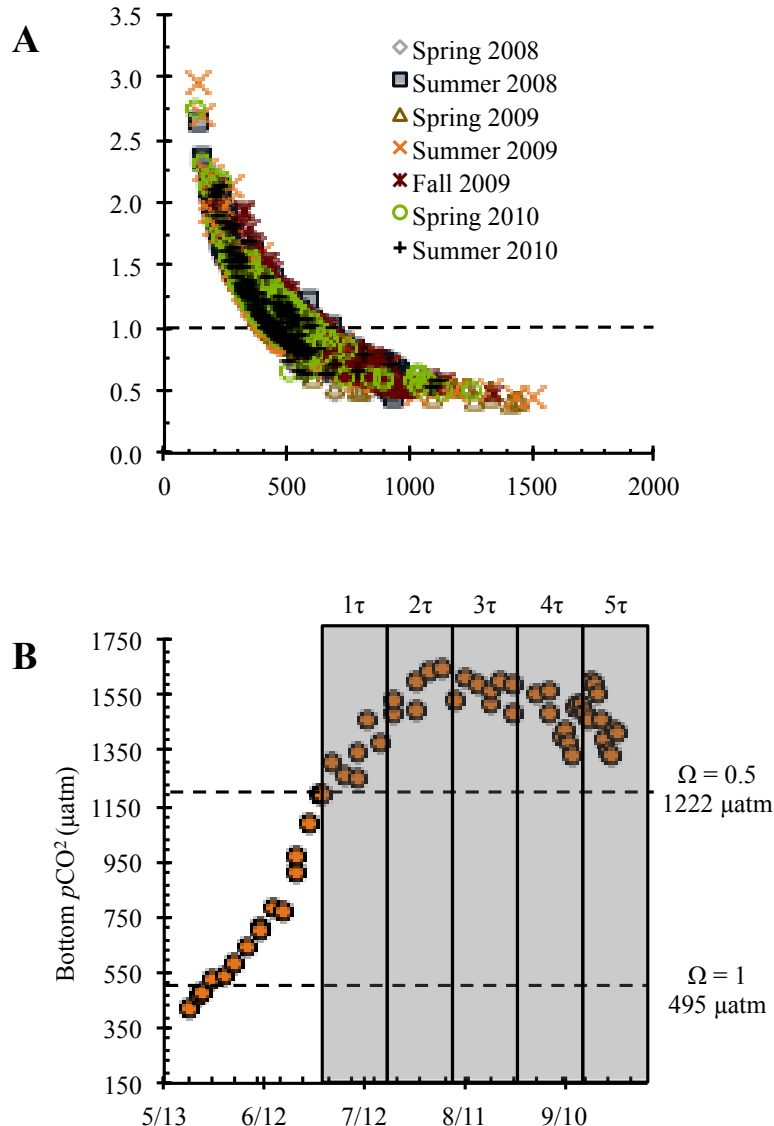 A
3.5
3.0
2.5
2.0
1.5
1.0
0.5
0.0
0 500 1000 1500 2000
Spring 2008
Summer 2008
Spring 2009
Summer 2009
Fall 2009
Spring 2010
Summer 2010
B
1τ 2τ 3τ 4τ 5τ
Bottom pCO² (µatm)
1750
1550
1350
1150
950
750
550
350
150
5/13 6/12 7/12 8/11 9/10
Ω = 0.5
1222 µatm
Ω = 1
495 µatm